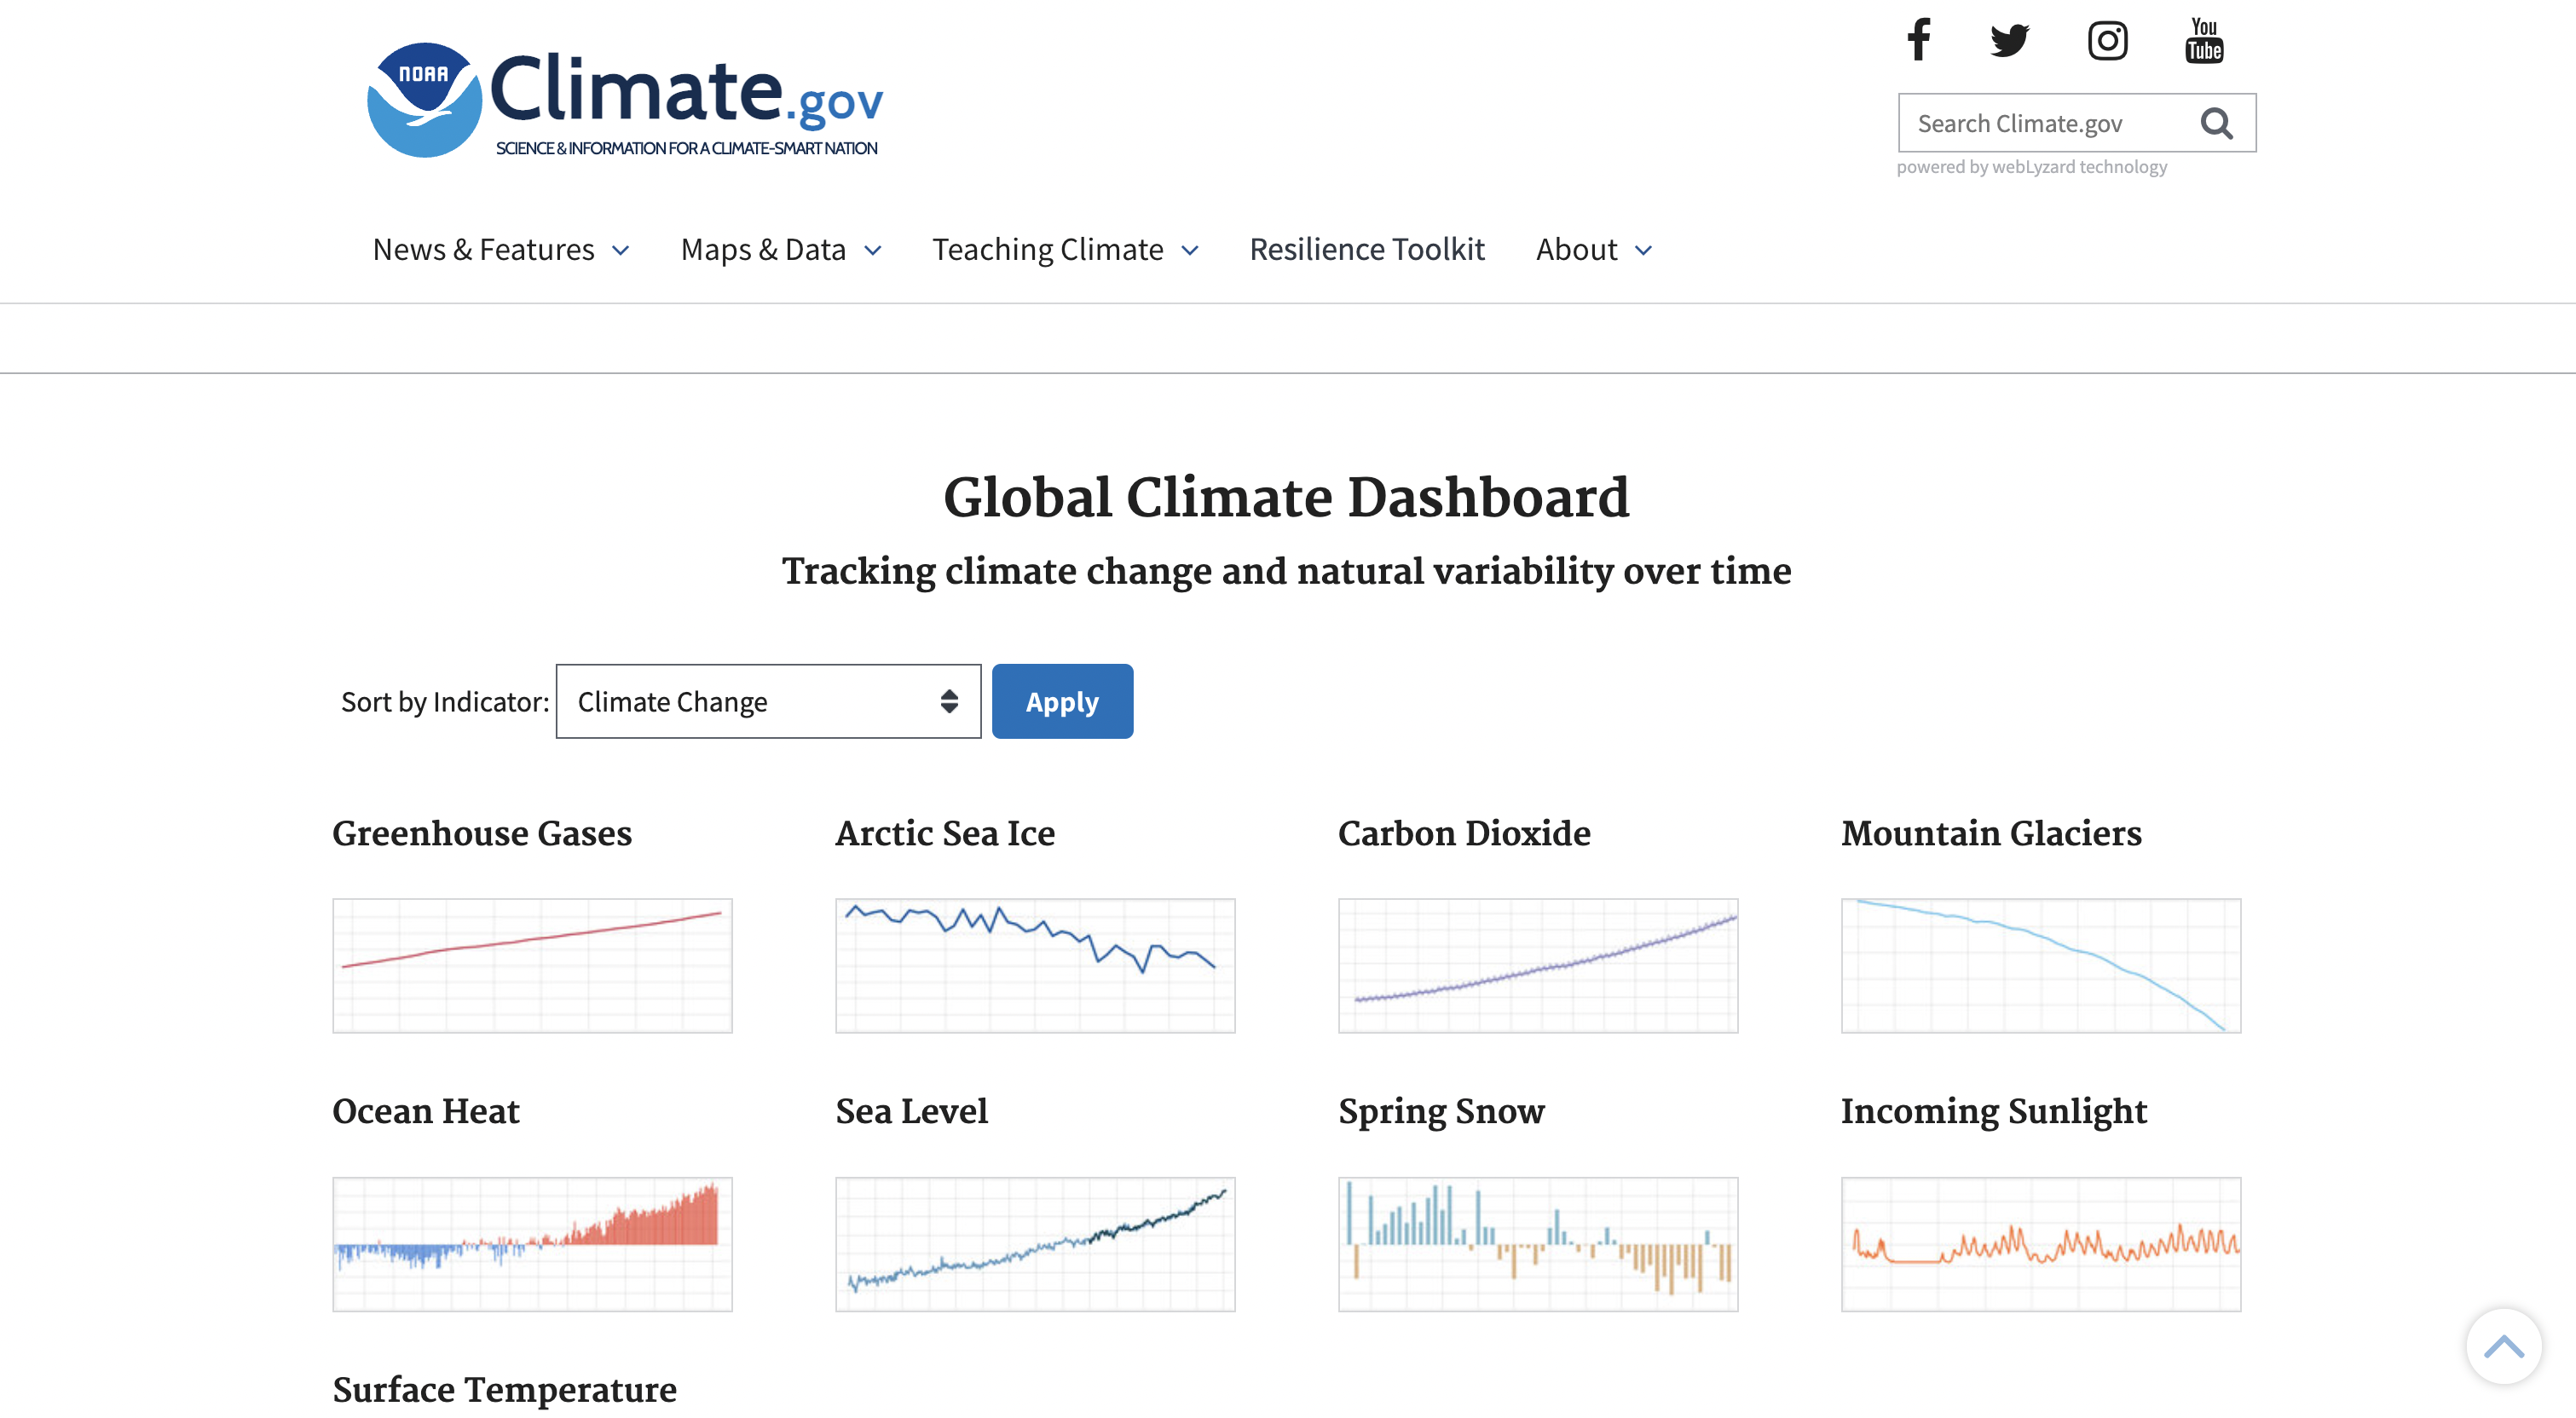 NOAA
Climate.gov
SCIENCE & INFORMATION FOR A CLIMATE-SMART NATION
You
Tube
Search Climate.gov
powered by webLyzard technology
News & Features
Maps & Data
Teaching Climate
Resilience Toolkit
About
Global Climate Dashboard
Tracking climate change and natural variability over time
Sort by Indicator:
Climate Change
Apply
Greenhouse Gases
Arctic Sea Ice
Carbon Dioxide
Mountain Glaciers
Ocean Heat
Sea Level
Spring Snow
Incoming Sunlight
Surface Temperature